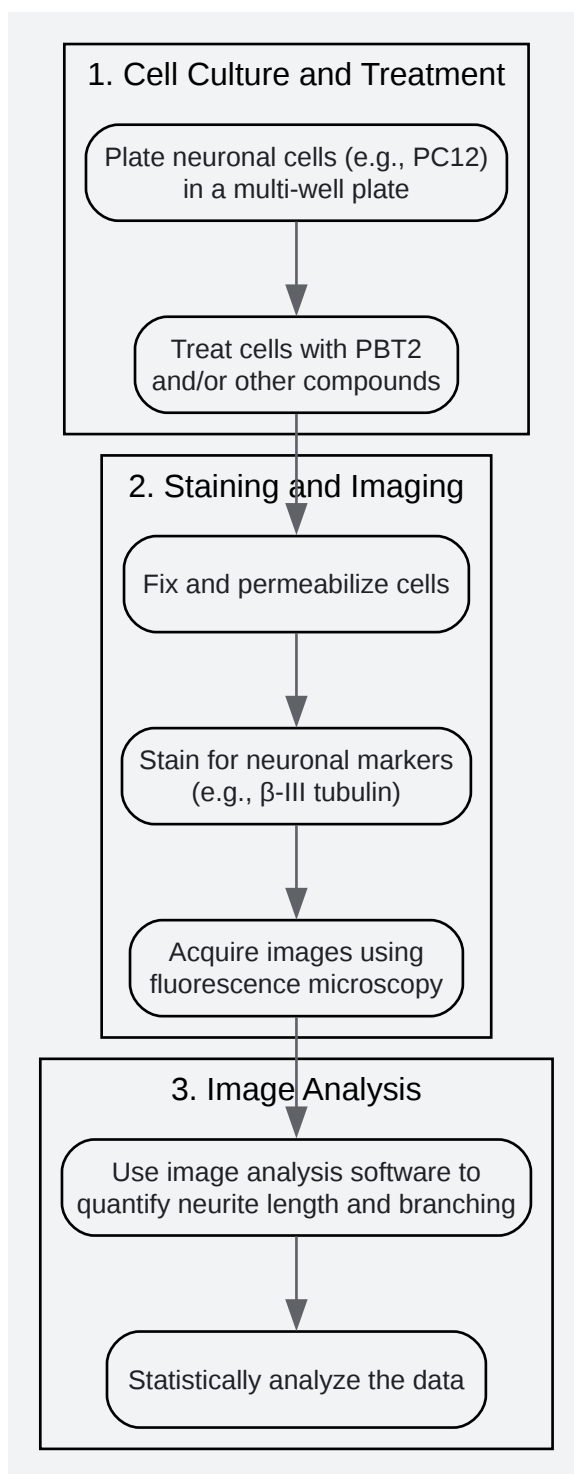 1. Cell Culture and Treatment
Plate neuronal cells (e.g., PC12)
in a multi-well plate
Treat cells with PBT2
and/or other compounds
2. Staining and Imaging
Fix and permeabilize cells
Stain for neuronal markers
(e.g., β-III tubulin)
Acquire images using
fluorescence microscopy
3. Image Analysis
Use image analysis software to
quantify neurite length and branching
Statistically analyze the data